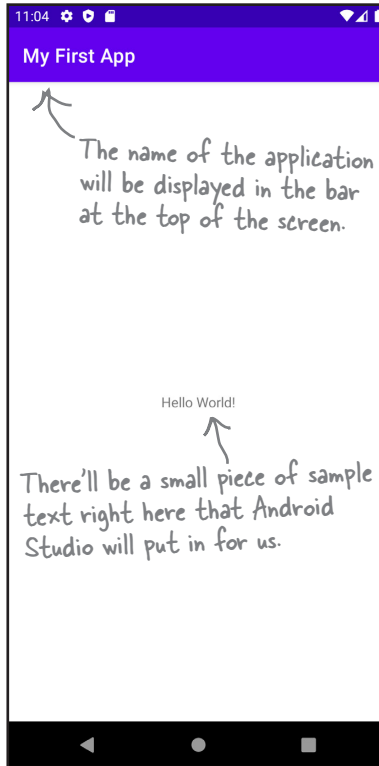 11:04
My First App
The name of the application
will be displayed in the bar
at the top of the screen.
Hello World!
There'll be a small piece of sample
text right here that Android
Studio will put in for us.